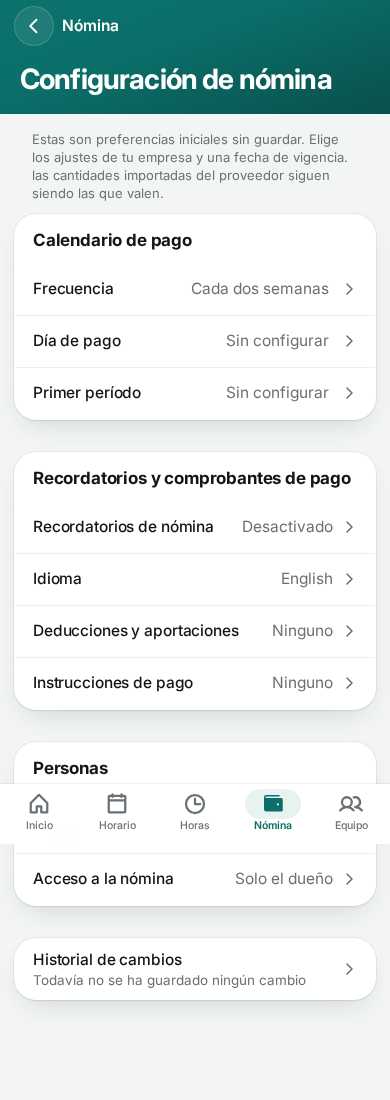 Nómina
Configuración de nómina
Estas son preferencias iniciales sin guardar. Elige
los ajustes de tu empresa y una fecha de vigencia.
las cantidades importadas del proveedor siguen
siendo las que valen.
Calendario de pago
Frecuencia Cada dos semanas
Día de pago Sin configurar
Primer período Sin configurar
Recordatorios y comprobantes de pago
Recordatorios de nómina Desactivado
Idioma English
Deducciones y aportaciones Ninguno
Instrucciones de pago Ninguno
Personas
Inicio Horario Horas Nómina Equipo
Acceso a la nómina Solo el dueño
Historial de cambios
Todavía no se ha guardado ningún cambio